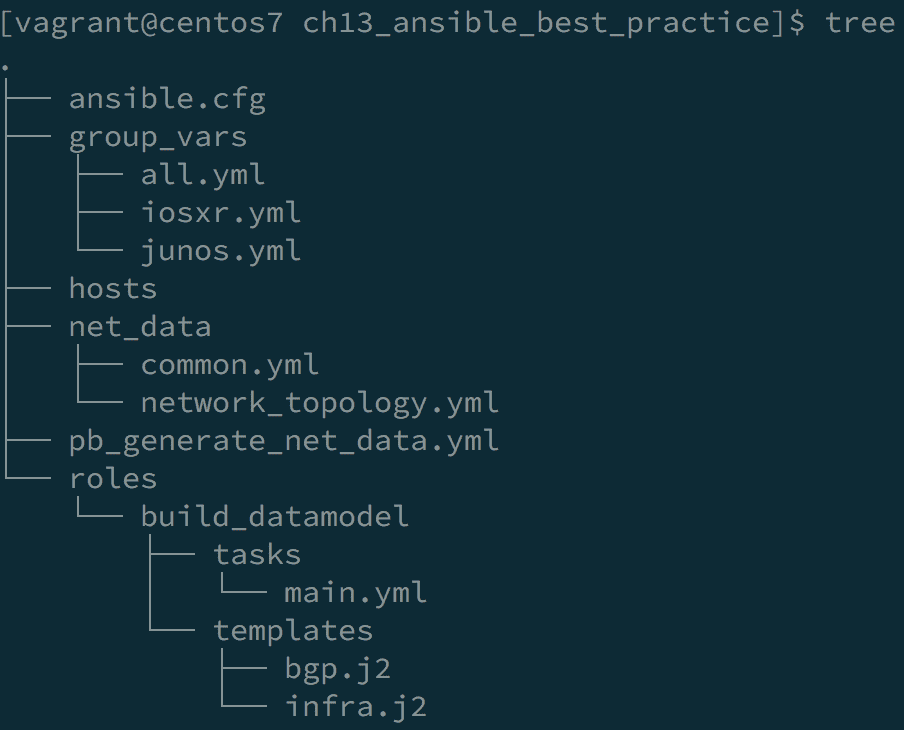 [vagrant@centos7 ch13_ansible_best_practice]$ tree
.
├── ansible.cfg
├── group_vars
│   ├── all.yml
│   ├── iosxr.yml
│   └── junos.yml
├── hosts
├── net_data
│   ├── common.yml
│   └── network_topology.yml
├── pb_generate_net_data.yml
└── roles
    └── build_datamodel
        ├── tasks
        │   └── main.yml
        └── templates
            ├── bgp.j2
            └── infra.j2